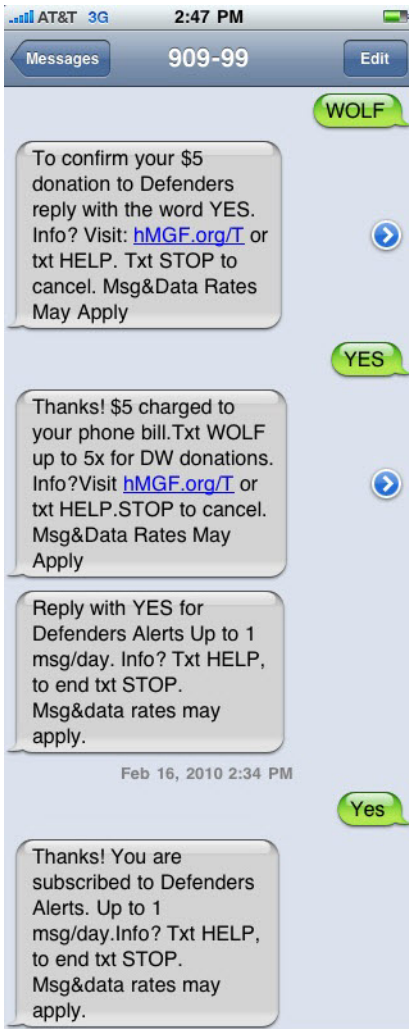 AT&T 3G 2:47 PM
Messages 909-99 Edit
WOLF
To confirm your $5
donation to Defenders
reply with the word YES.
Info? Visit: hMGF.org/T or
txt HELP. Txt STOP to
cancel. Msg&Data Rates
May Apply
YES
Thanks! $5 charged to
your phone bill.Txt WOLF
up to 5x for DW donations.
Info?Visit hMGF.org/T or
txt HELP.STOP to cancel.
Msg&Data Rates May
Apply
Reply with YES for
Defenders Alerts Up to 1
msg/day. Info? Txt HELP,
to end txt STOP.
Msg&data rates may
apply.
Feb 16, 2010 2:34 PM
Yes
Thanks! You are
subscribed to Defenders
Alerts. Up to 1
msg/day.Info? Txt HELP,
to end txt STOP.
Msg&data rates may
apply.